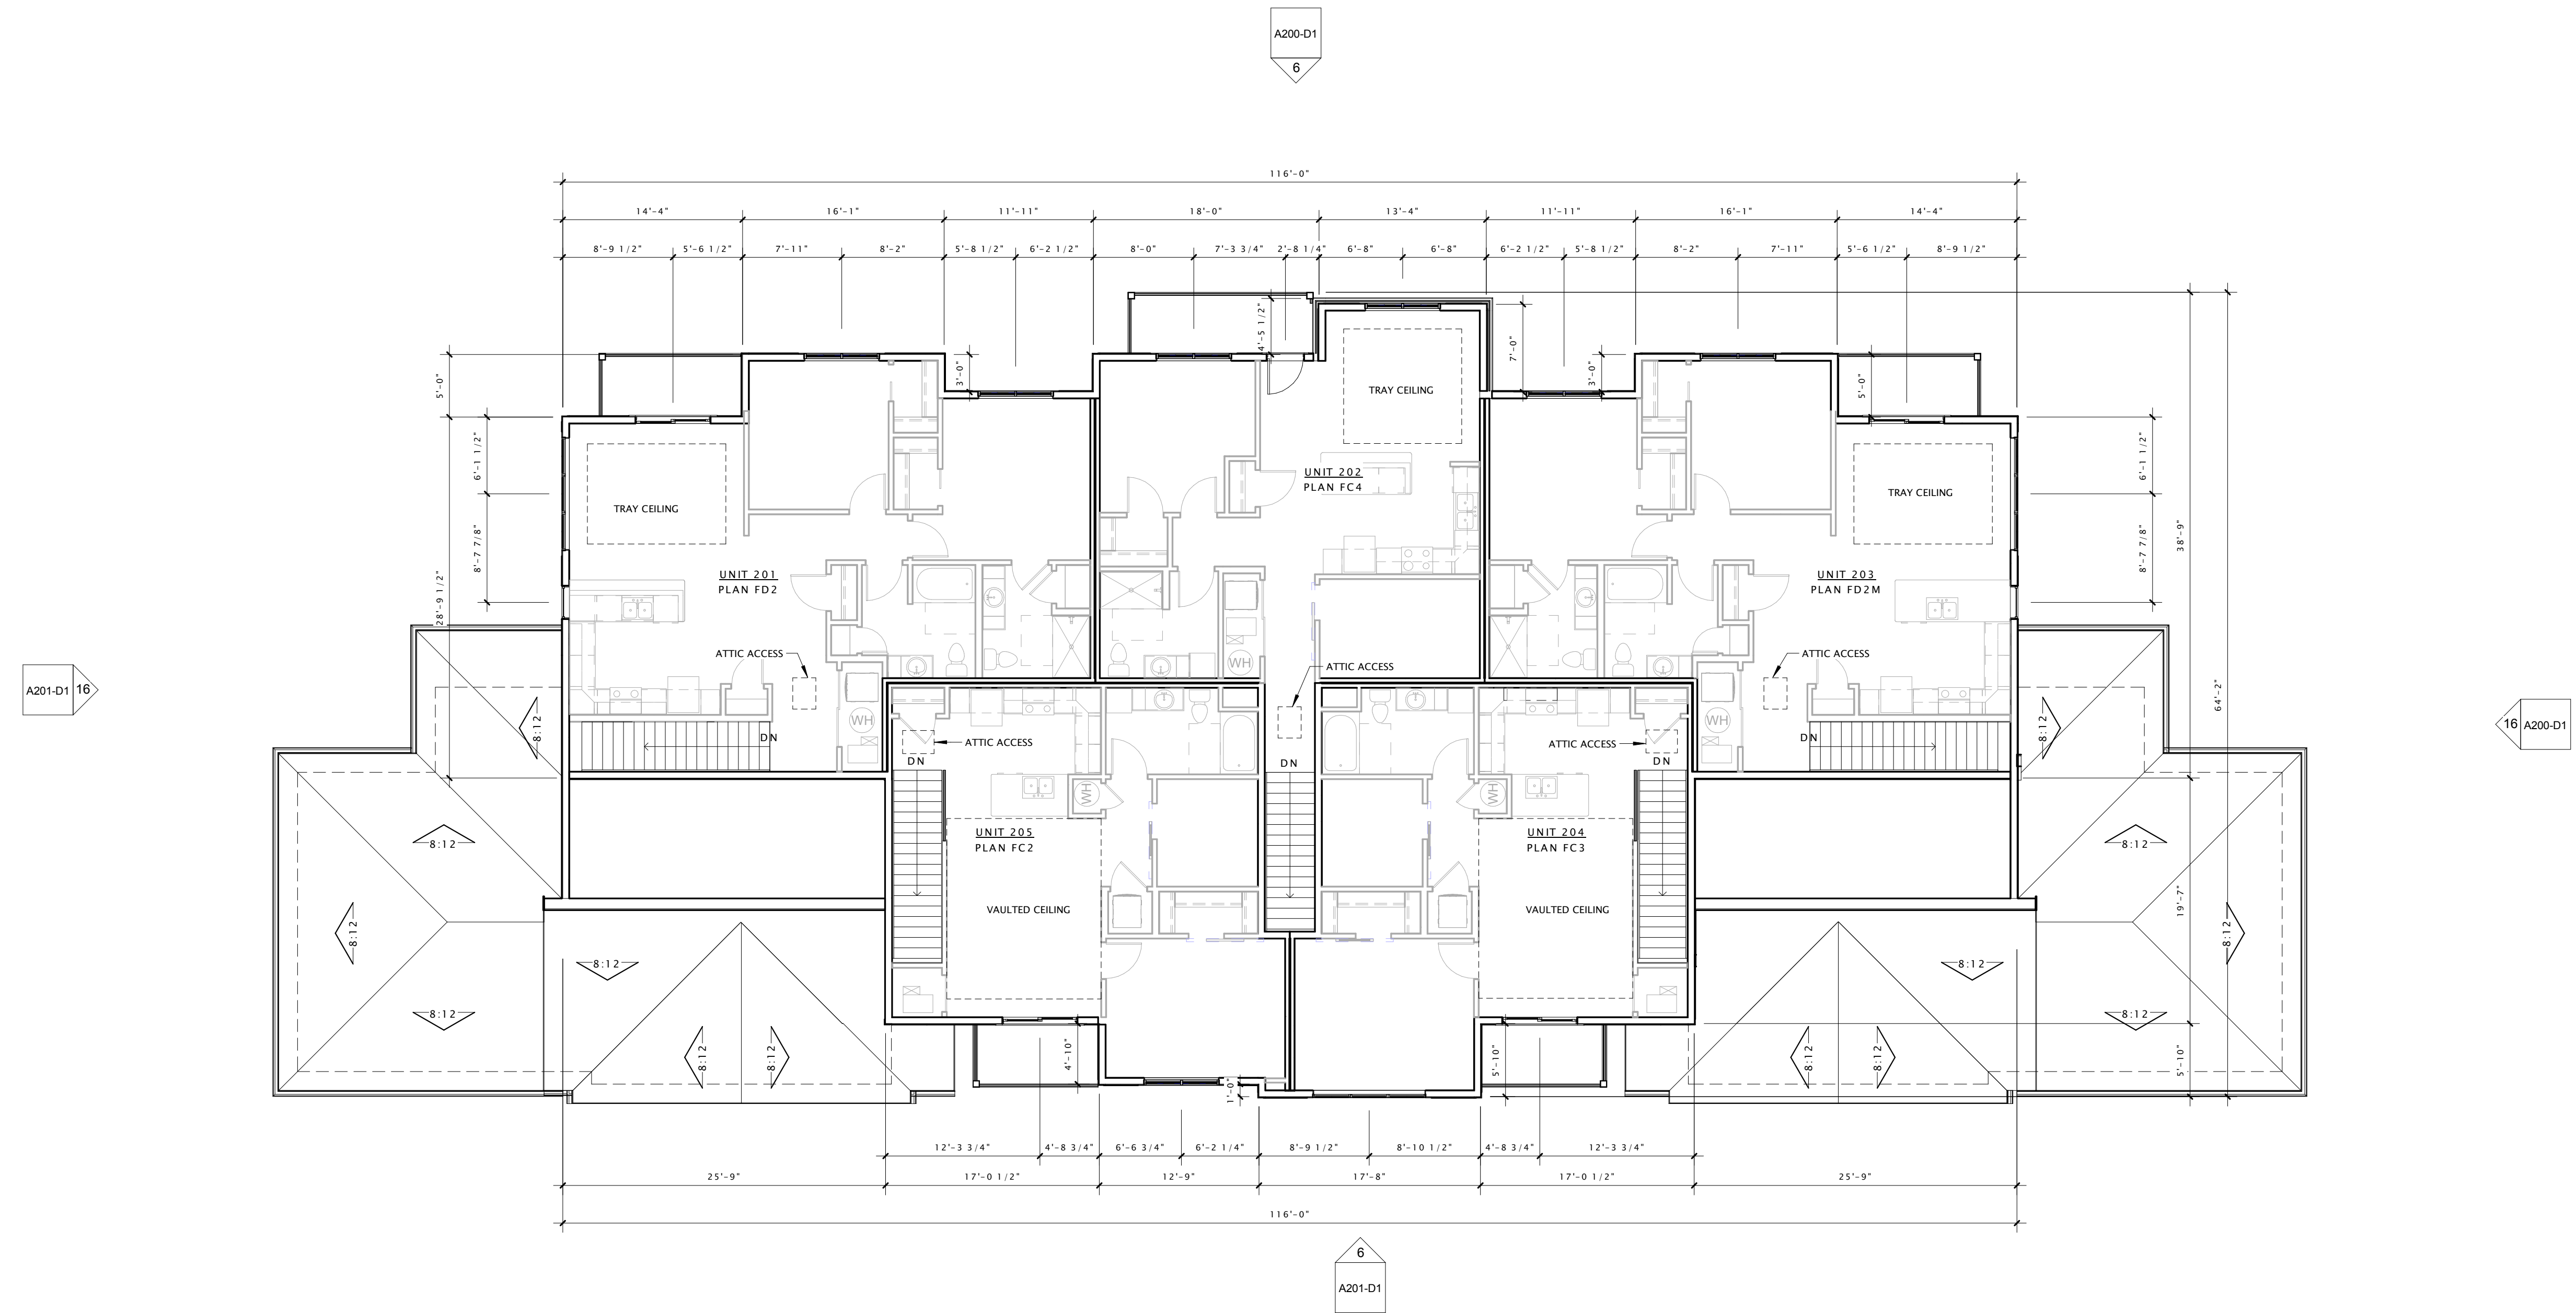 A200-D1
6
116'-0"
14'-4"
16'-1"
11'-11"
18'-0"
13'-4"
11'-11"
16'-1"
14'-4"
8'-9 1/2"
5'-6 1/2"
7'-11"
8'-2"
5'-8 1/2"
6'-2 1/2"
8'-0"
7'-3 3/4"
2'-8 1/4"
6'-8"
6'-8"
6'-2 1/2"
5'-8 1/2"
8'-2"
7'-11"
5'-6 1/2"
8'-9 1/2"
4'-5 1/2"
7'-0"
5'-0"
3'-0"
3'-0"
5'-0"
TRAY CEILING
6'-1 1/2"
6'-1 1/2"
UNIT 202
PLAN FC4
TRAY CEILING
TRAY CEILING
8'-7 7/8"
8'-7 7/8"
38'-9"
28'-9 1/2"
UNIT 201
PLAN FD2
UNIT 203
PLAN FD2M
ATTIC ACCESS
ATTIC ACCESS
ATTIC ACCESS
WH
64'-2"
A201-D1
16
16
A200-D1
8:12
WH
WH
8:12
DN
DN
ATTIC ACCESS
ATTIC ACCESS
DN
DN
DN
WH
WH
8:12
UNIT 205
PLAN FC2
UNIT 204
PLAN FC3
8:12
VAULTED CEILING
VAULTED CEILING
19'-7"
8:12
8:12
8:12
8:12
8:12
8:12
8:12
8:12
8:12
8:12
4'-10"
1'-0"
5'-10"
5'-10"
12'-3 3/4"
4'-8 3/4"
6'-6 3/4"
6'-2 1/4"
8'-9 1/2"
8'-10 1/2"
4'-8 3/4"
12'-3 3/4"
25'-9"
17'-0 1/2"
12'-9"
17'-8"
17'-0 1/2"
25'-9"
116'-0"
6
A201-D1